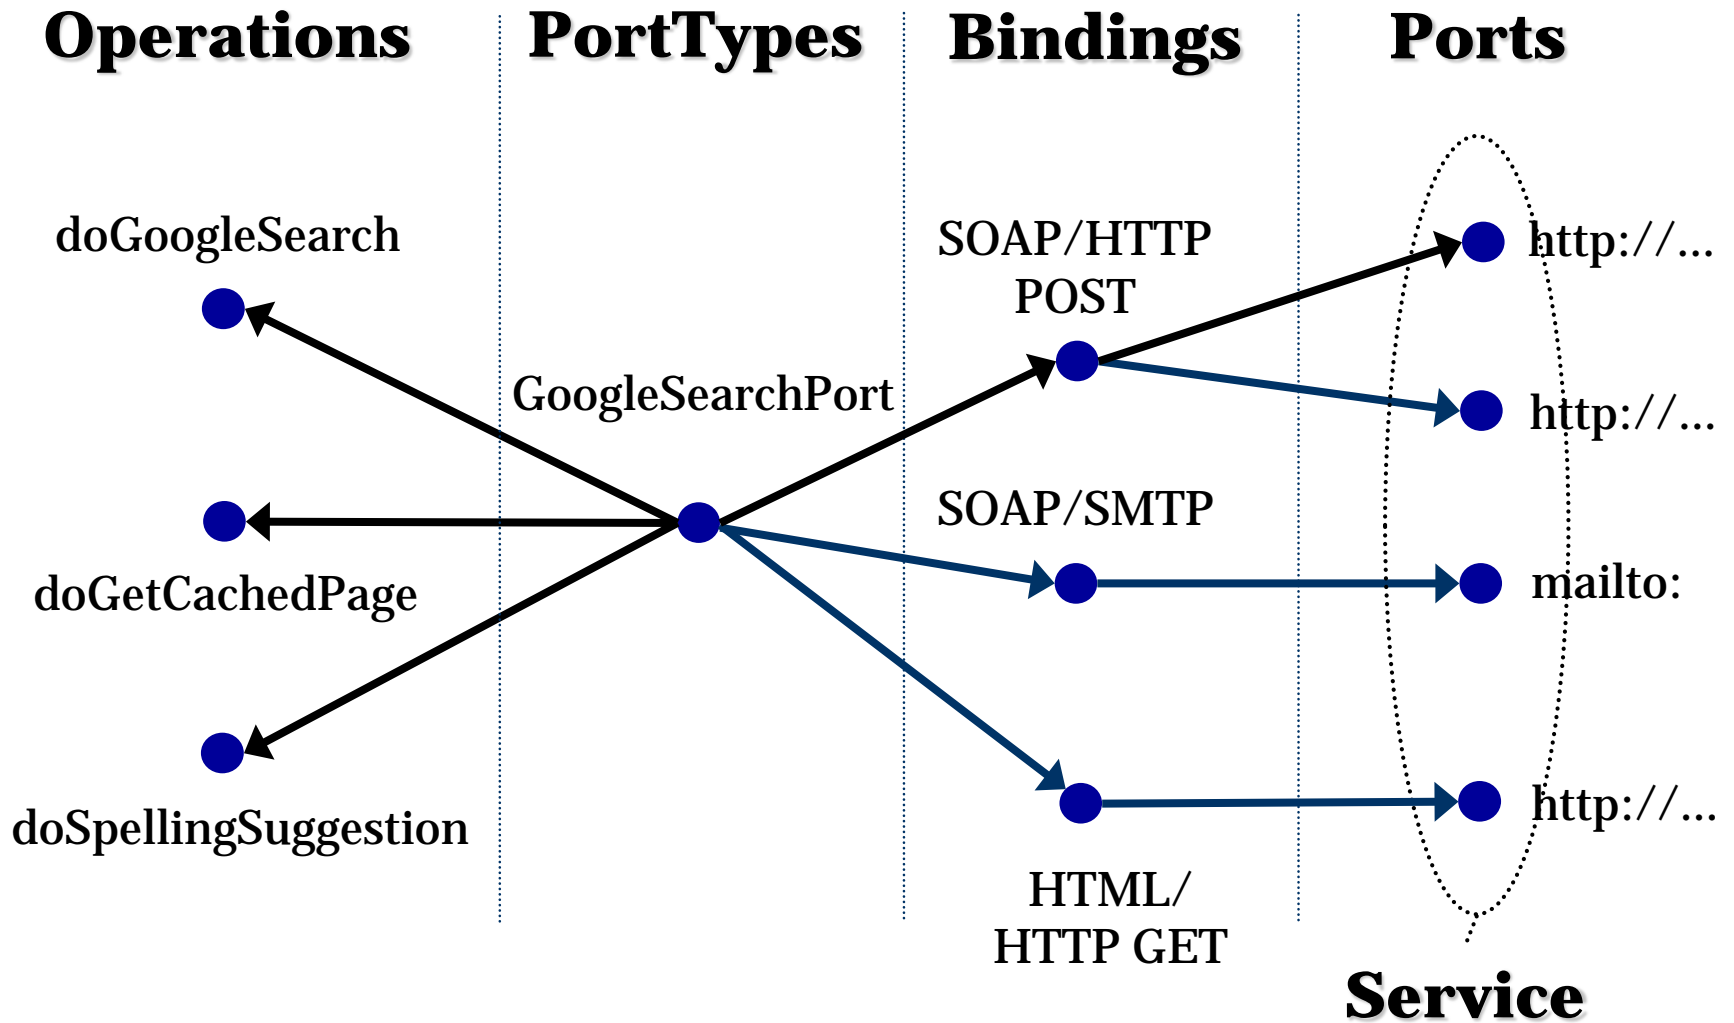 Operations
PortTypes
Bindings
Ports
doGoogleSearch
SOAP/HTTP
POST
http://...
GoogleSearchPort
http://...
SOAP/SMTP
doGetCachedPage
mailto:
doSpellingSuggestion
http://...
HTML/
HTTP GET
Service